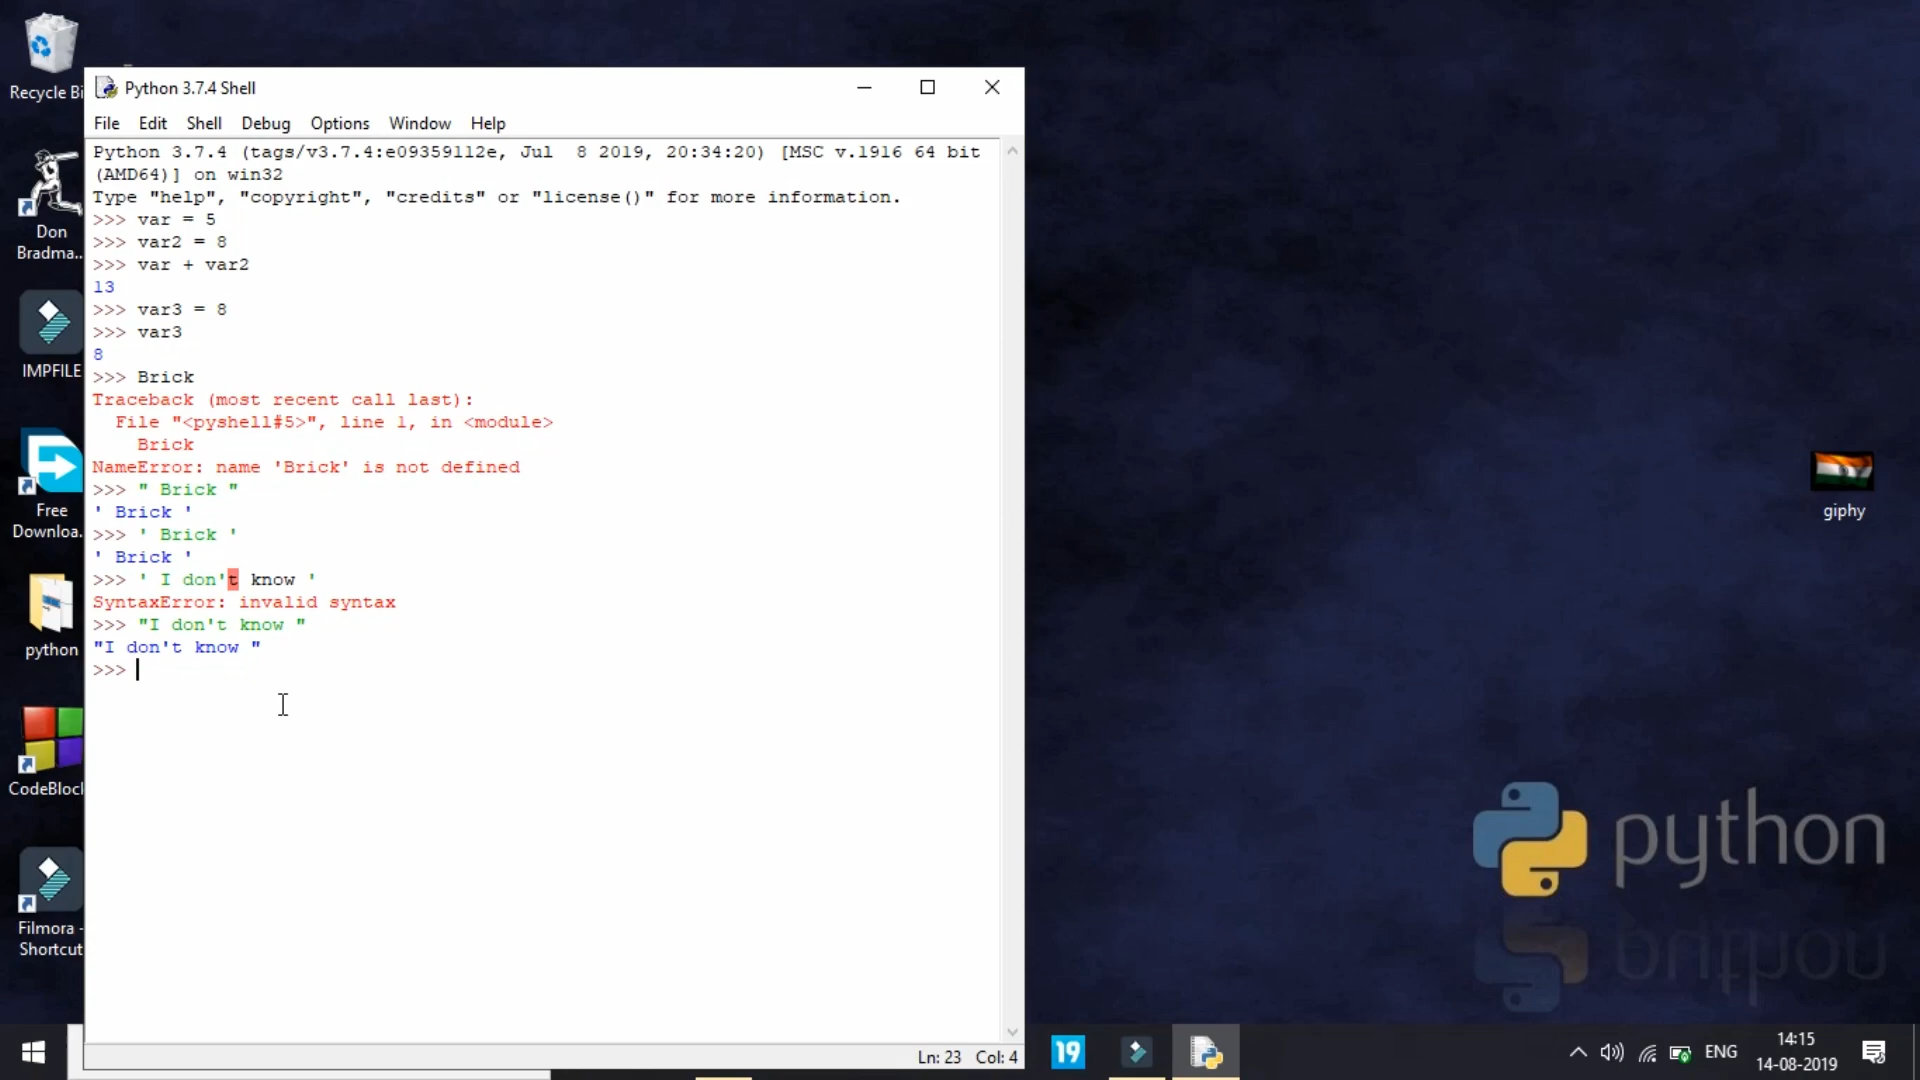 Recycle Bi
Don
Bradma..
IMPFILE
Free
Downloa..
python
CodeBlocl
Filmora -
Shortcut
Python 3.7.4 Shell
File Edit Shell Debug Options Window Help
Python 3.7.4 (tags/v3.7.4:e09359112e, Jul  8 2019, 20:34:20) [MSC v.1916 64 bit
(AMD64)] on win32
Type "help", "copyright", "credits" or "license()" for more information.
>>> var = 5
>>> var2 = 8
>>> var + var2
13
>>> var3 = 8
>>> var3
8
>>> Brick
Traceback (most recent call last):
  File "<pyshell#5>", line 1, in <module>
    Brick
NameError: name 'Brick' is not defined
>>> " Brick "
' Brick '
>>> ' Brick '
' Brick '
>>> ' I don't know '
SyntaxError: invalid syntax
>>> "I don't know "
"I don't know "
>>>
Ln: 23 Col: 4
giphy
python
19
ENG
14:15
14-08-2019